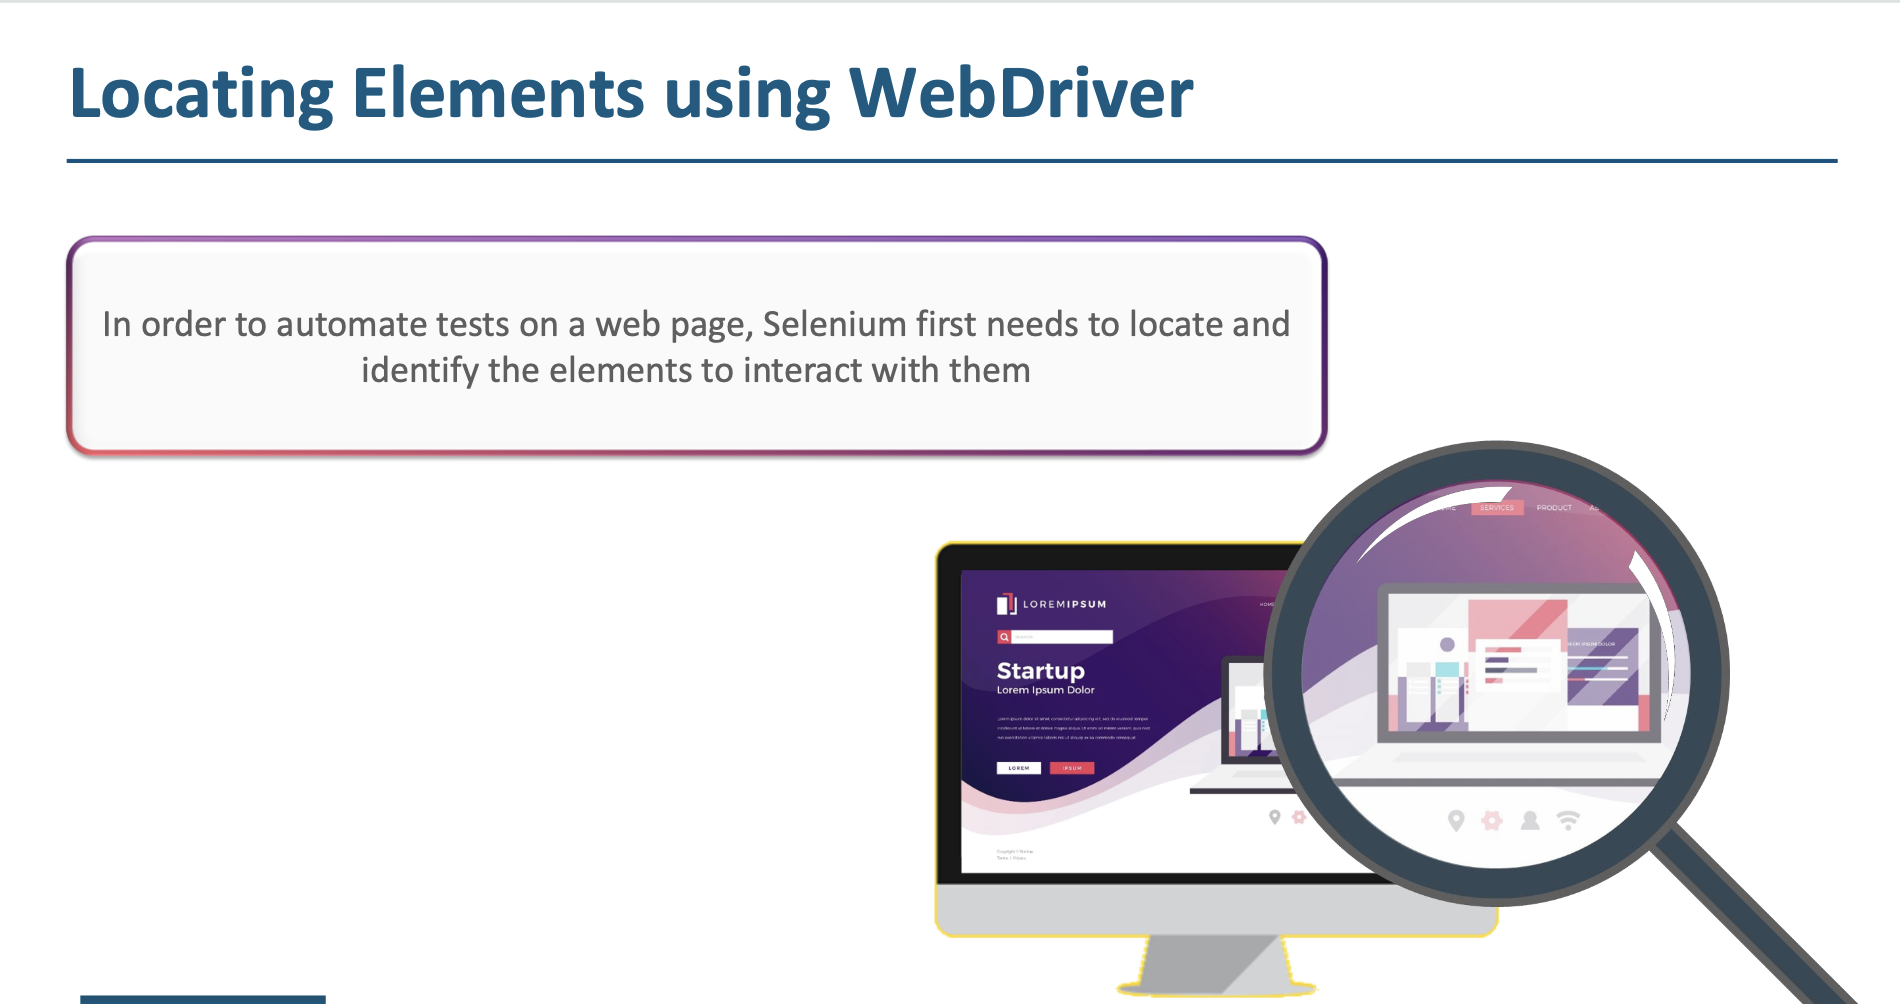 Locating Elements using WebDriver
In order to automate tests on a web page, Selenium first needs to locate and
identify the elements to interact with them
LOREMIPSUM
HOME
Startup
Lorem Ipsum Dolor
LOREM
IPSUM
SERVICES
PRODUCT